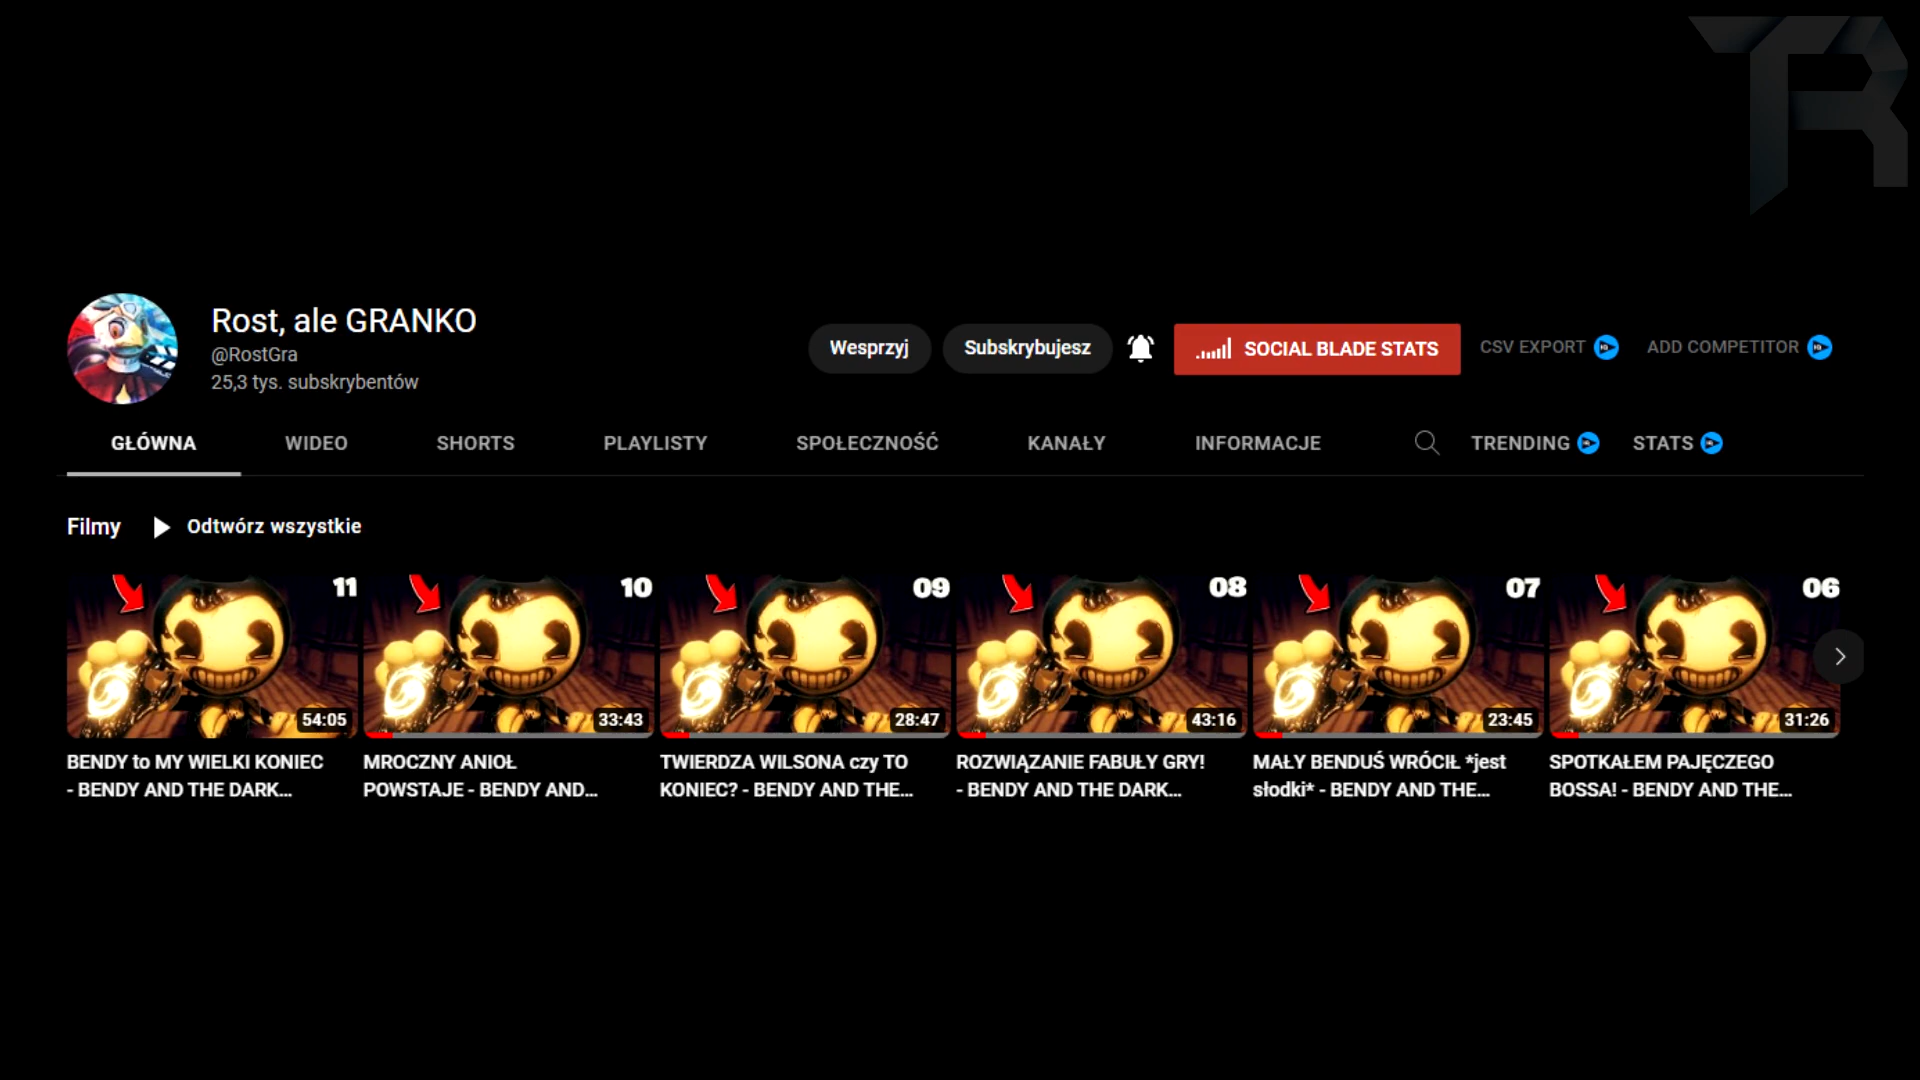 TR
Rost, ale GRANKO
@RostGra
25,3 tys. subskrybentów
Wesprzyj
Subskrybujesz
SOCIAL BLADE STATS
CSV EXPORT
ADD COMPETITOR
GŁÓWNA
WIDEO
SHORTS
PLAYLISTY
SPOŁECZNOŚĆ
KANAŁY
INFORMACJE
TRENDING
STATS
Filmy
Odtwórz wszystkie
11
54:05
BENDY to MY WIELKI KONIEC
- BENDY AND THE DARK...
10
33:43
MROCZNY ANIOŁ
POWSTAJE - BENDY AND...
09
28:47
TWIERDZA WILSONA czy TO
KONIEC? - BENDY AND THE...
08
43:16
ROZWIĄZANIE FABUŁY GRY!
- BENDY AND THE DARK...
07
23:45
MAŁY BENDUŚ WRÓCIŁ *jest
słodki* - BENDY AND THE...
06
31:26
SPOTKAŁEM PAJĘCZEGO
BOSSA! - BENDY AND THE...